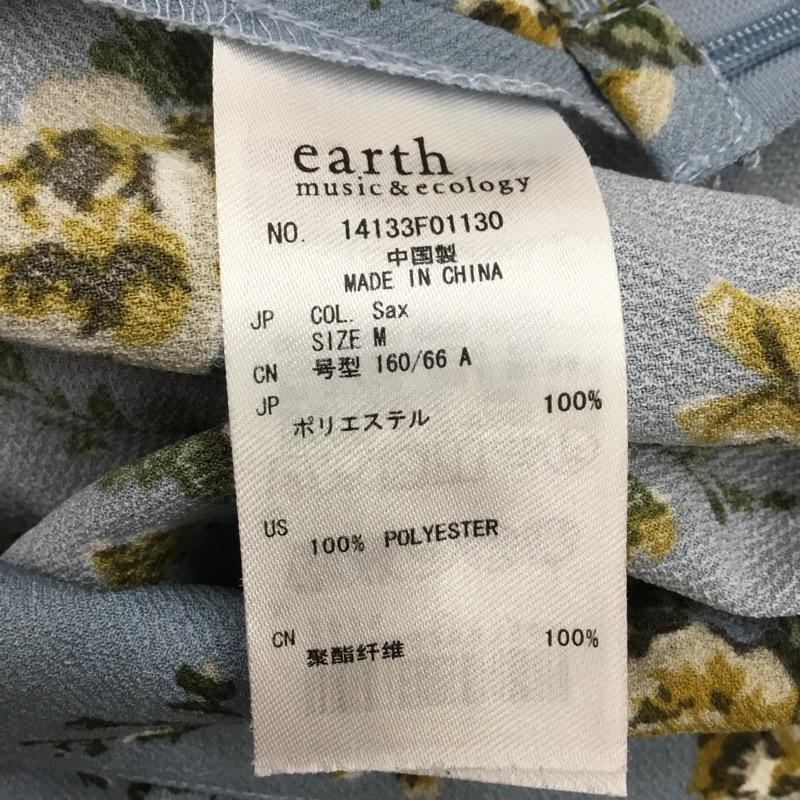 earth
music & ecology
NO. 14133F01130
中国製
MADE IN CHINA
JP COL. Sax
SIZE M
CN 号型 160/66 A
JP
ポリエステル 100%
US 100% POLYESTER
CN 聚酯纤维 100%